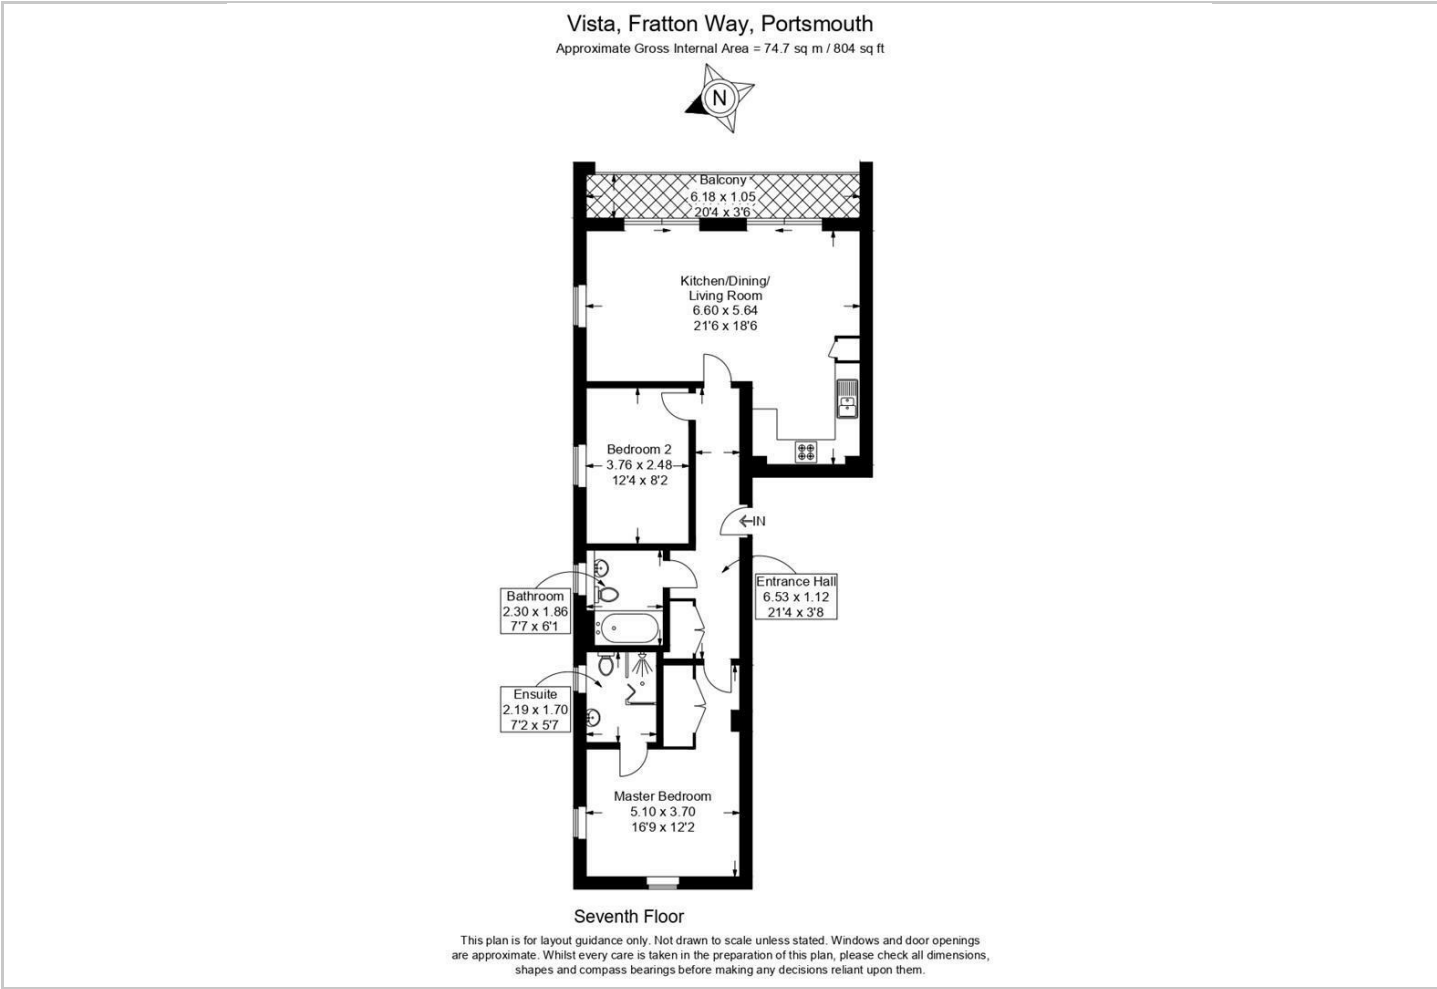 Vista, Fratton Way, Portsmouth
Approximate Gross Internal Area = 74.7 sq m / 804 sq ft
N
Balcony
6.18 x 1.05
20'4 x 3'6
Kitchen/Dining/
Living Room
6.60 x 5.64
21'6 x 18'6
Bedroom 2
3.76 x 2.48
12'4 x 8'2
IN
Entrance Hall
6.53 x 1.12
21'4 x 3'8
Bathroom
2.30 x 1.86
7'7 x 6'1
Ensuite
2.19 x 1.70
7'2 x 5'7
Master Bedroom
5.10 x 3.70
16'9 x 12'2
Seventh Floor
This plan is for layout guidance only. Not drawn to scale unless stated. Windows and door openings
are approximate. Whilst every care is taken in the preparation of this plan, please check all dimensions,
shapes and compass bearings before making any decisions reliant upon them.